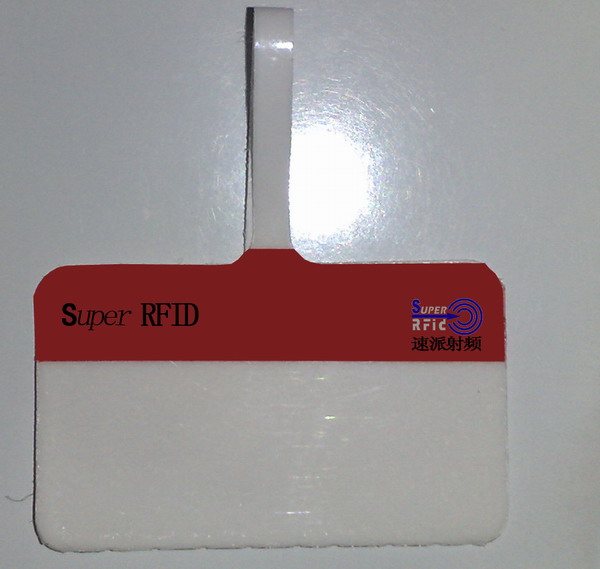 Super RFID
SUPER
RFid
速派射频